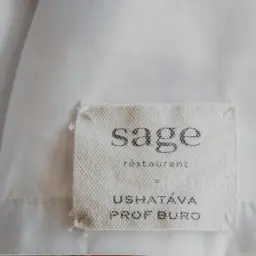 sage
restaurant
USHATÁVA
PROF BURO